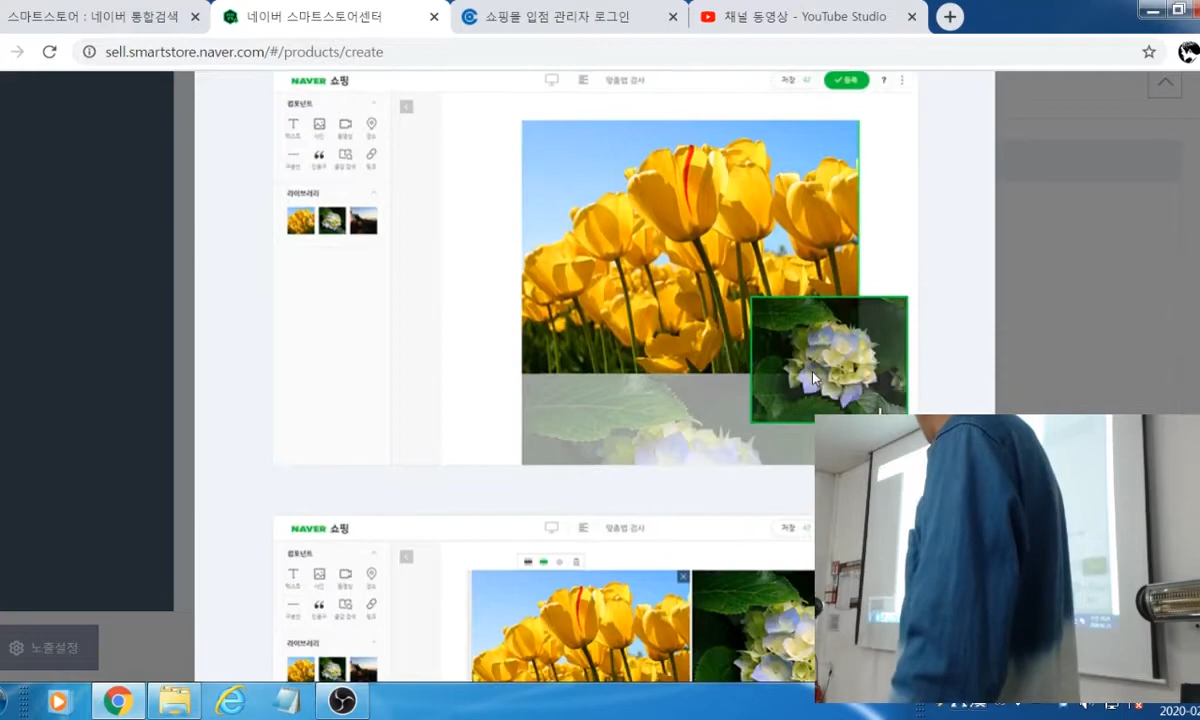 스마트스토어 : 네이버 통합검색
네이버 스마트스토어센터
쇼핑몰 입점 관리자 로그인
채널 동영상 - YouTube Studio
sell.smartstore.naver.com/#/products/create
NAVER 쇼핑
맞춤법 검사
저장
등록
?
컴포넌트
텍스트
사진
동영상
장소
구분선
인용구
글감 검색
링크
라이브러리
NAVER 쇼핑
맞춤법 검사
저장
컴포넌트
텍스트
사진
동영상
장소
구분선
인용구
글감 검색
링크
라이브러리
노출설정
2020-02